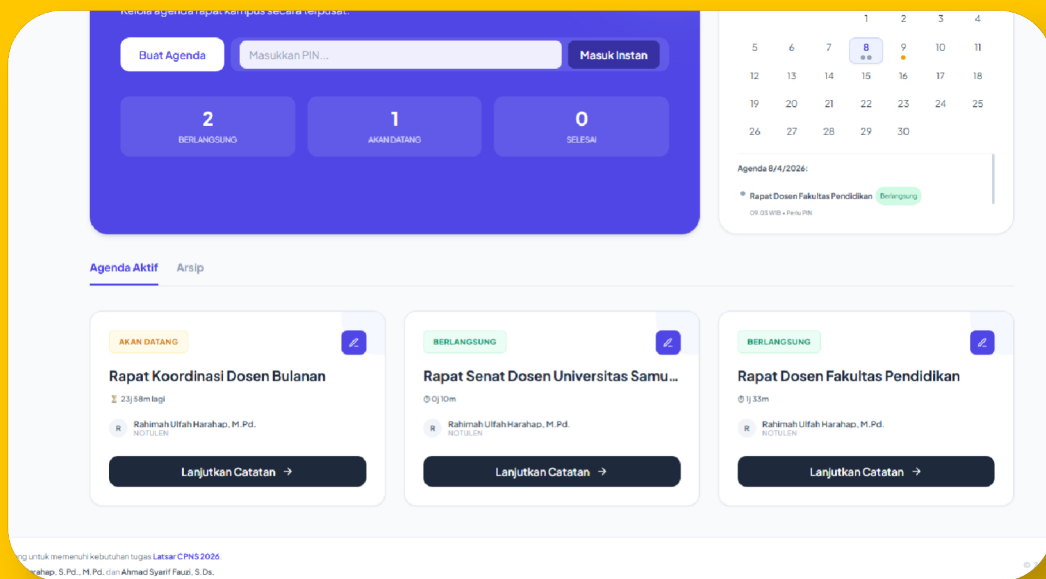 Kelola agenda rapat kampus secara terpusat.
Buat Agenda
Masukkan PIN...
Masuk Instan
2
BERLANGSUNG
1
AKAN DATANG
0
SELESAI
1 2 3 4
5 6 7 8 9 10 11
12 13 14 15 16 17 18
19 20 21 22 23 24 25
26 27 28 29 30
Agenda 8/4/2026:
Rapat Dosen Fakultas Pendidikan Berlangsung
09.05 WIB • Perlu PIN
Agenda Aktif Arsip
AKAN DATANG
Rapat Koordinasi Dosen Bulanan
23j 58m lagi
R
Rahimah Ulfah Harahap, M.Pd.
NOTULEN
Lanjutkan Catatan →
BERLANGSUNG
Rapat Senat Dosen Universitas Samu...
0j 10m
R
Rahimah Ulfah Harahap, M.Pd.
NOTULEN
Lanjutkan Catatan →
BERLANGSUNG
Rapat Dosen Fakultas Pendidikan
1j 33m
R
Rahimah Ulfah Harahap, M.Pd.
NOTULEN
Lanjutkan Catatan →
untuk memenuhi kebutuhan tugas Latsar CPNS 2026.
S.Pd., M.Pd. dan Ahmad Syarif Fauzi, S.Ds.